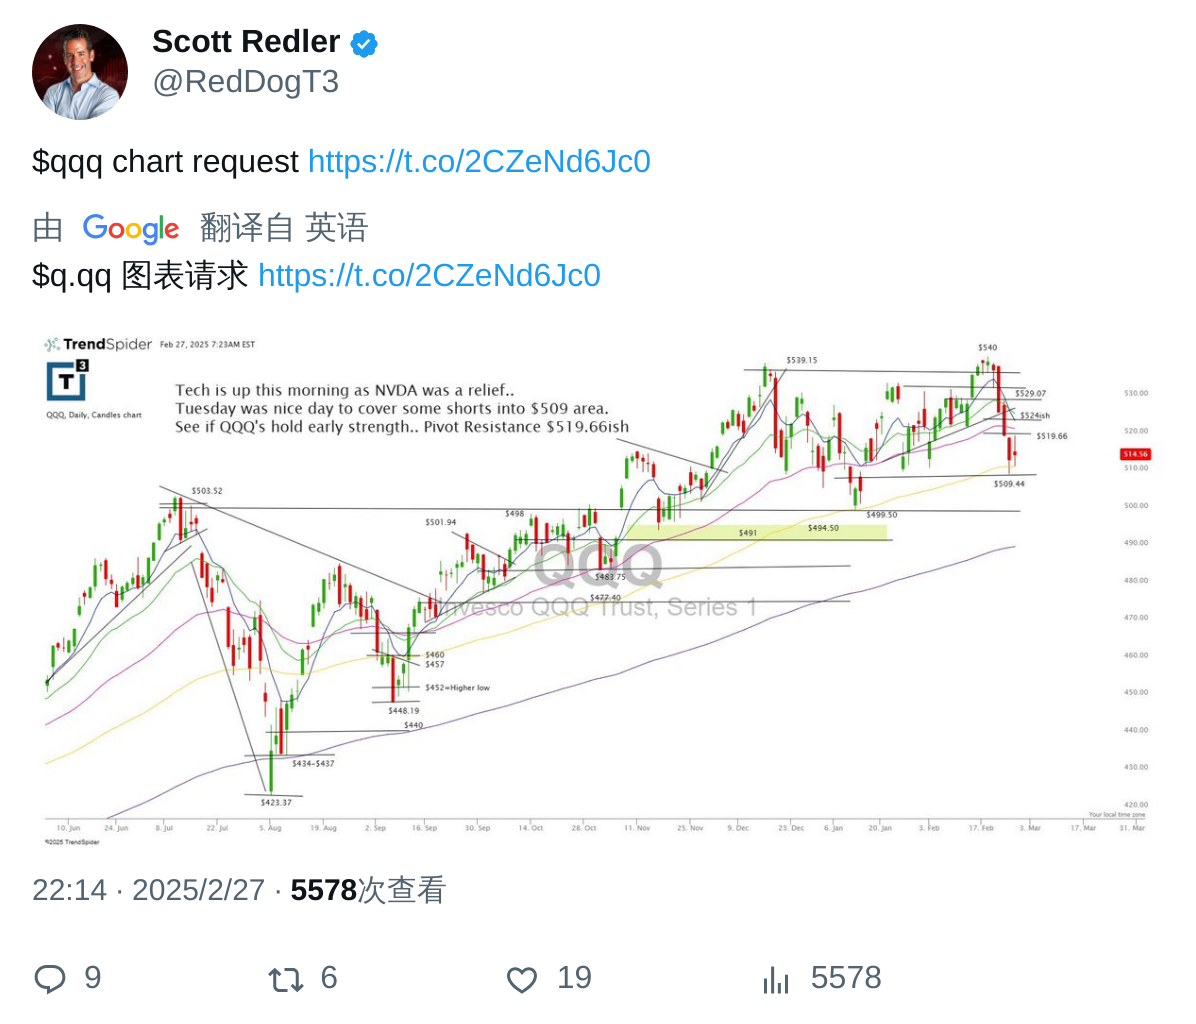 Scott Redler
@RedDogT3
$qqq chart request https://t.co/2CZeNd6Jc0
由 Google 翻译自 英语
$q.qq 图表请求 https://t.co/2CZeNd6Jc0
TrendSpider Feb 27, 2025 7:23AM EST
T 3
QQQ, Daily, Candles chart
Tech is up this morning as NVDA was a relief..
Tuesday was nice day to cover some shorts into $509 area.
See if QQQ's hold early strength.. Pivot Resistance $519.66ish
$540
$539.15
$529.07
$524ish
$519.66
$509.44
$503.52
$501.94
$498
$499.50
$494.50
$491
$483.75
$477.40
$460
$457
$452=Higher low
$448.19
$440
$434-$437
$423.37
QQQ
Invesco QQQ Trust, Series 1
530.00
520.00
514.56
510.00
500.00
490.00
480.00
470.00
460.00
450.00
440.00
430.00
420.00
Your local time zone
10. Jun 24. Jun 8. Jul 22. Jul 5. Aug 19. Aug 2. Sep 16. Sep 30. Sep 14. Oct 28. Oct 11. Nov 25. Nov 9. Dec 23. Dec 6. Jan 20. Jan 3. Feb 17. Feb 3. Mar 17. Mar 31. Mar
©2025 TrendSpider
22:14 · 2025/2/27 · 5578次查看
9 6 19 5578